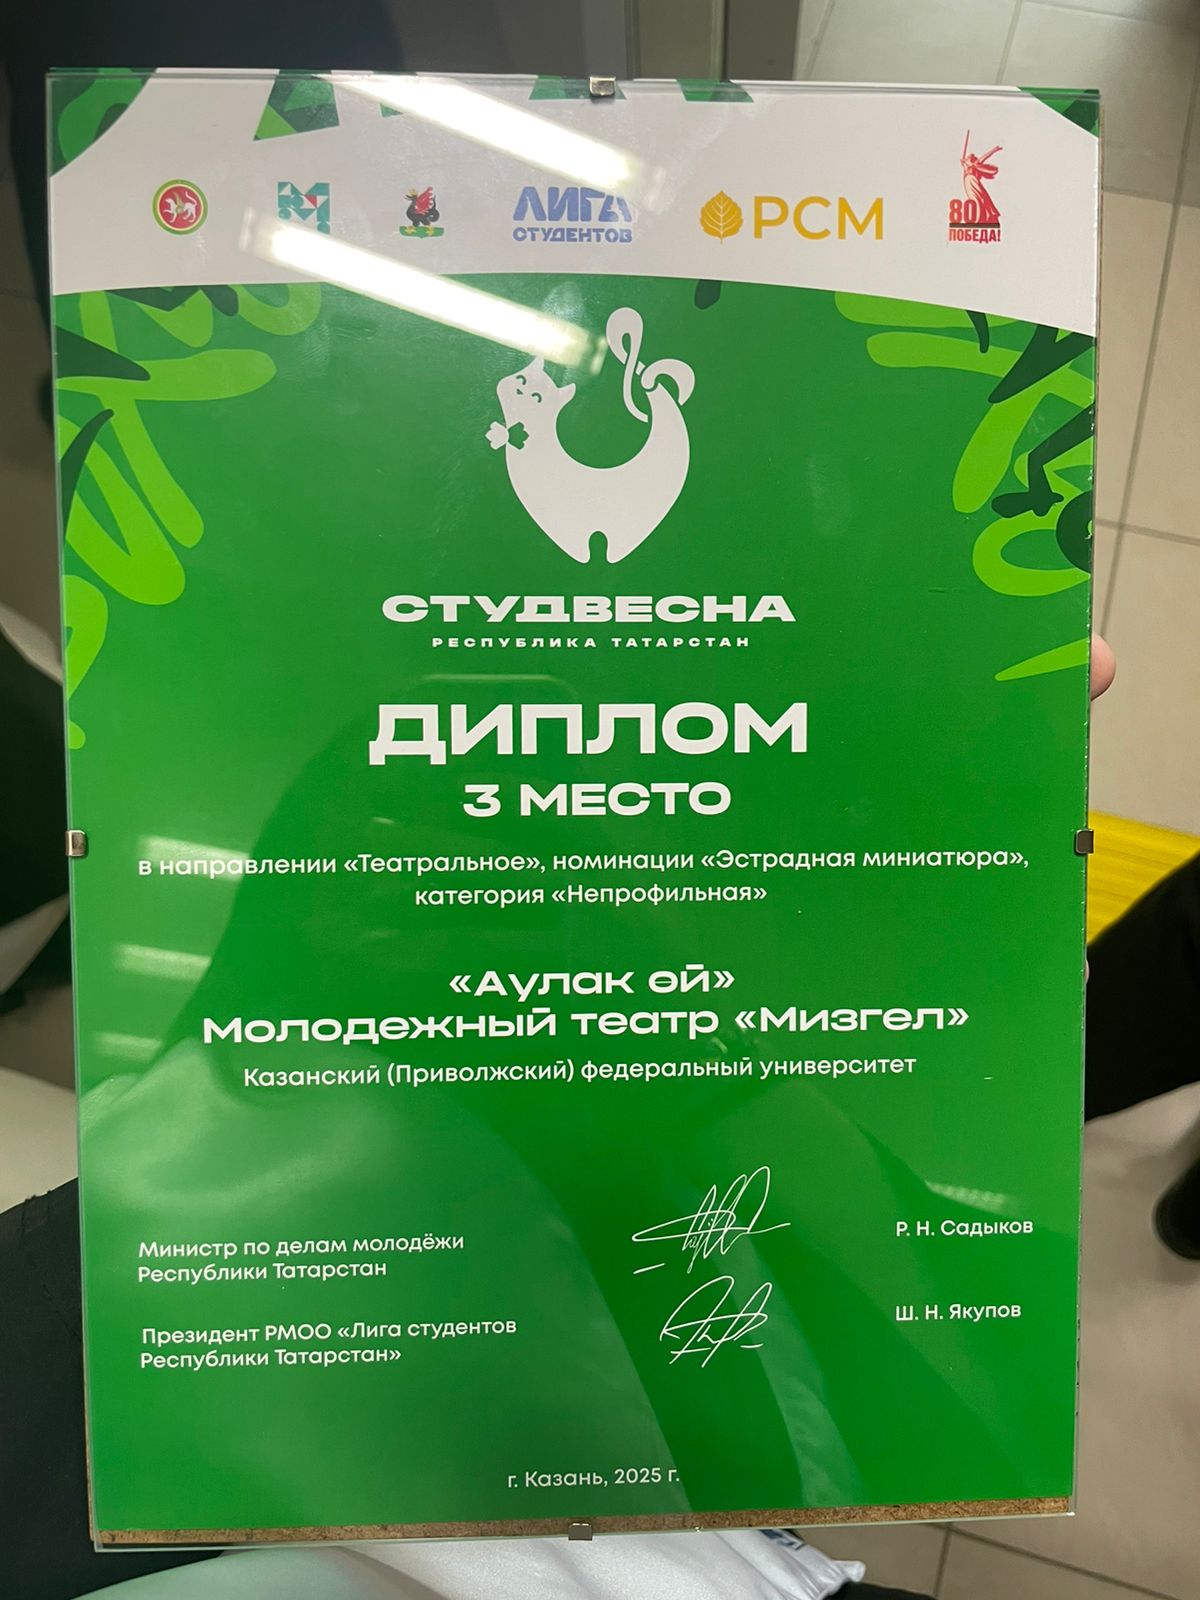 ЛИГА
СТУДЕНТОВ
РСМ
80
ПОБЕДА!
СТУДВЕСНА
РЕСПУБЛИКА ТАТАРСТАН
ДИПЛОМ
3 МЕСТО
в направлении «Театральное», номинации «Эстрадная миниатюра»,
категория «Непрофильная»
«Аулак өй»
Молодежный театр «Мизгел»
Казанский (Приволжский) федеральный университет
Министр по делам молодёжи
Республики Татарстан
Р. Н. Садыков
Президент РМОО «Лига студентов
Республики Татарстан»
Ш. Н. Якупов
г. Казань, 2025 г.